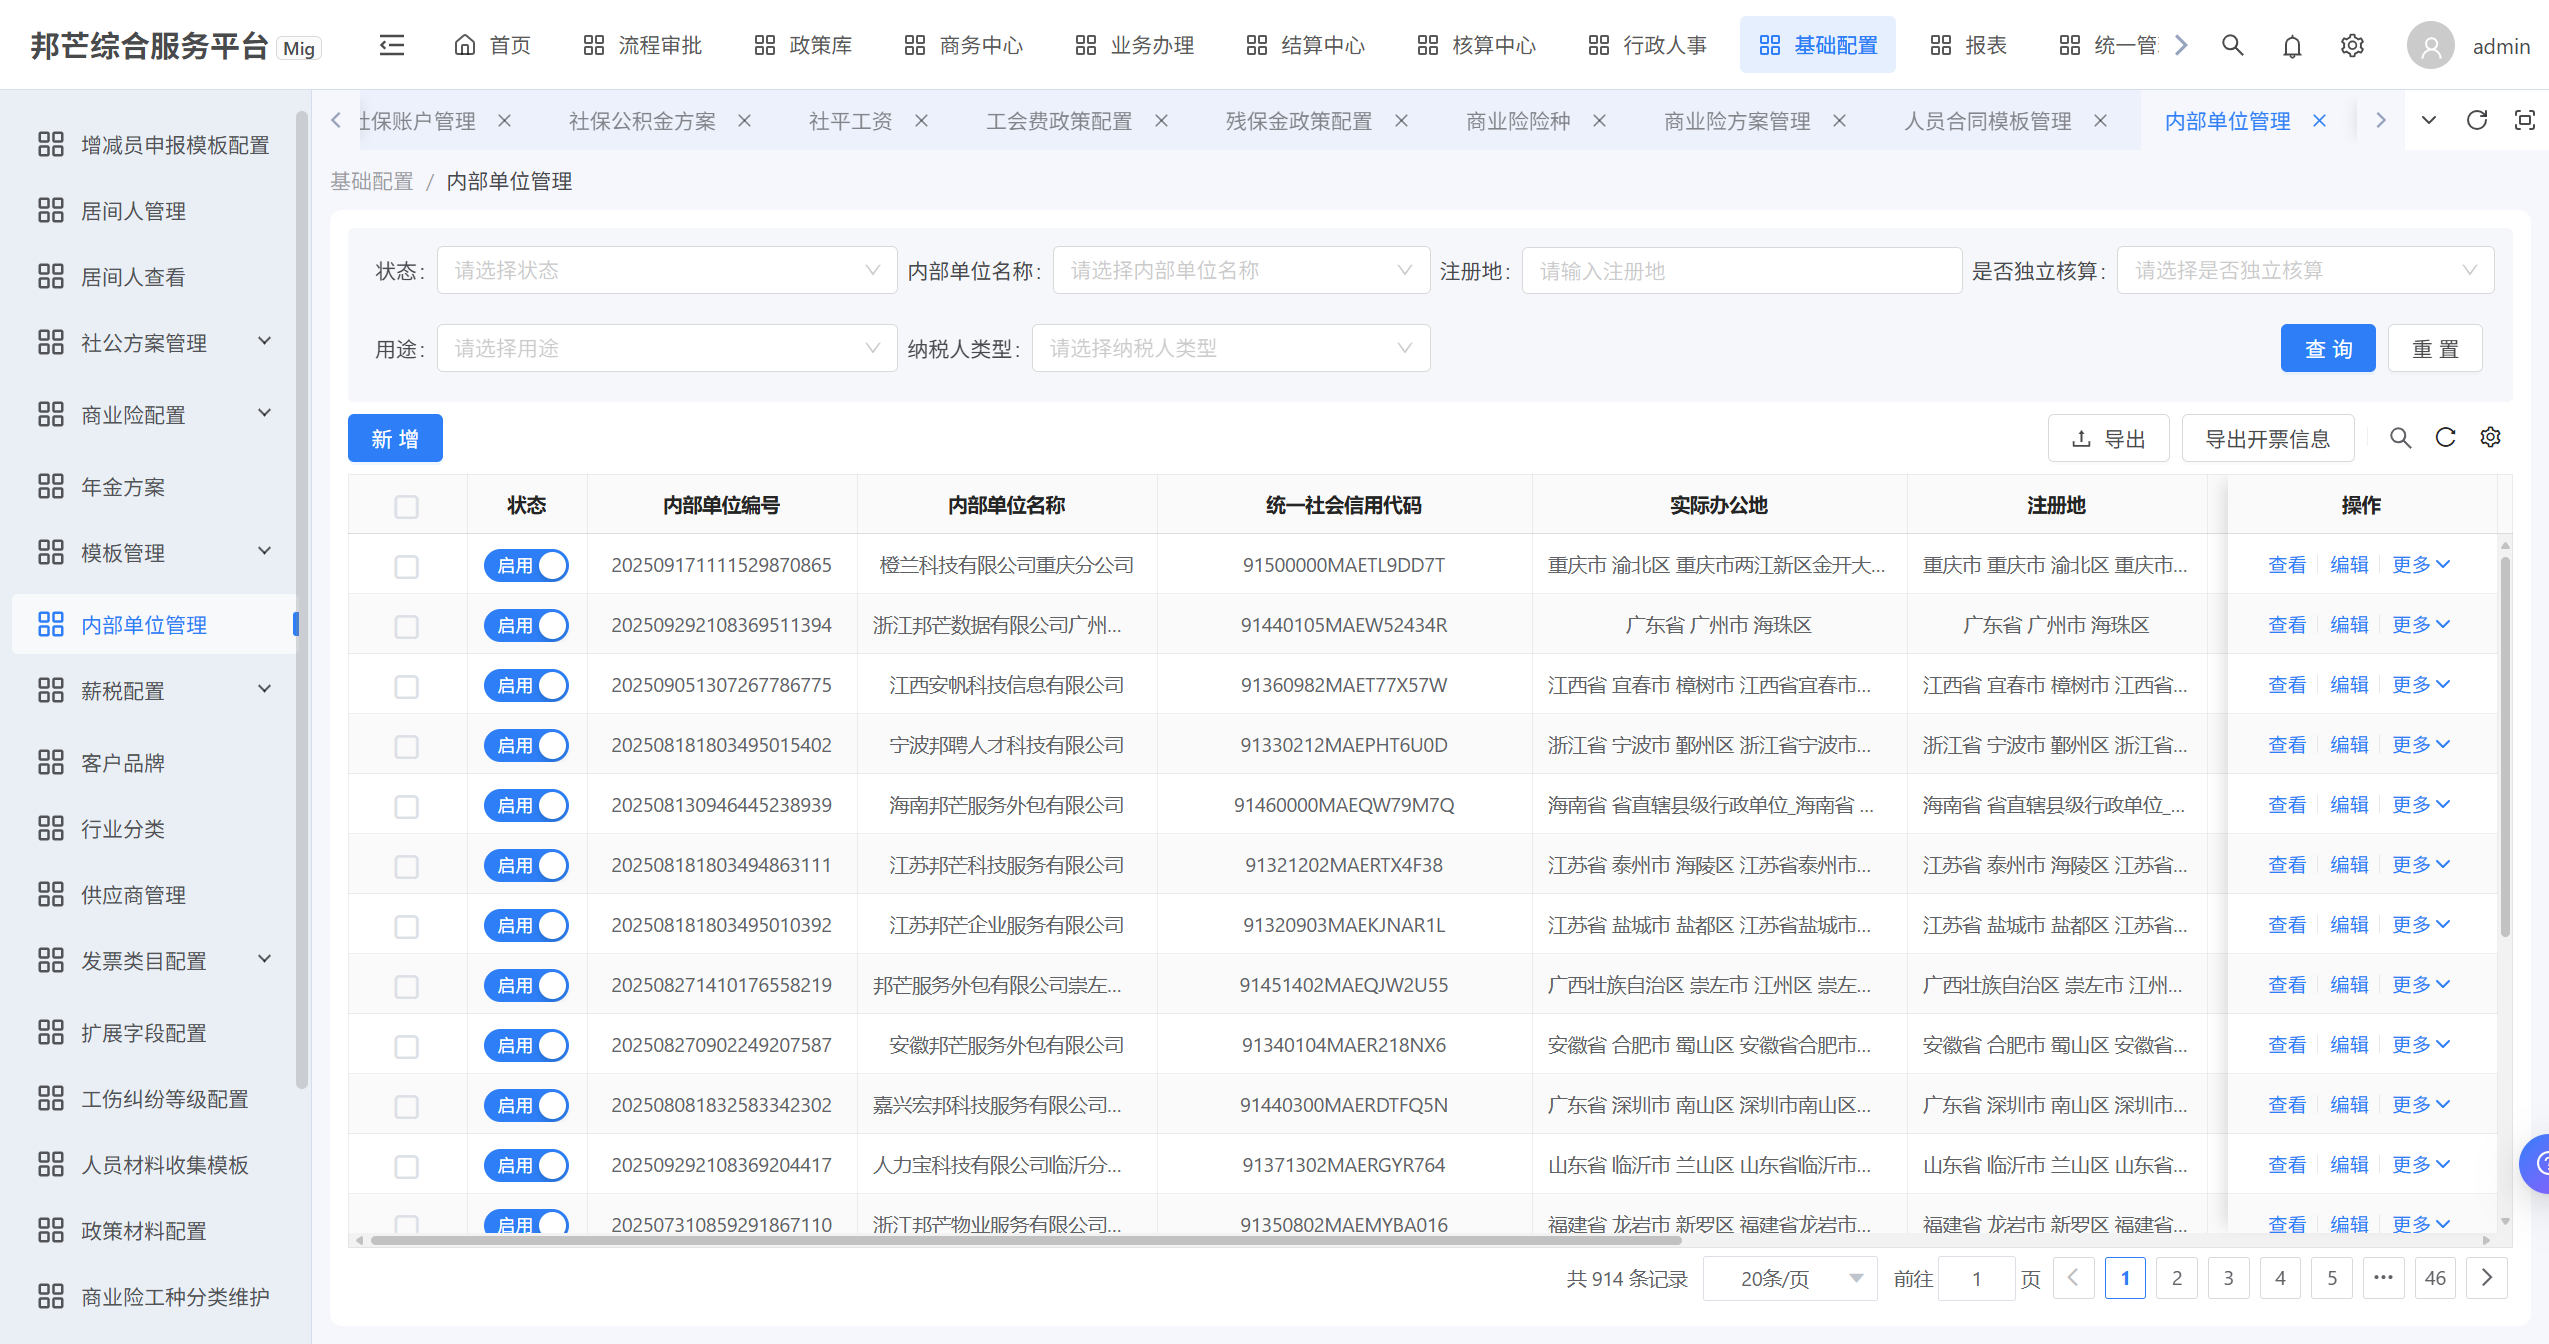 邦芒综合服务平台 Mig 首页 流程审批 政策库 商务中心 业务办理 结算中心 核算中心 行政人事 基础配置 报表 统一管 admin
社保账户管理 社保公积金方案 社平工资 工会费政策配置 残保金政策配置 商业险险种 商业险方案管理 人员合同模板管理 内部单位管理
基础配置 / 内部单位管理
增减员申报模板配置
居间人管理
居间人查看
社公方案管理
商业险配置
年金方案
模板管理
内部单位管理
薪税配置
客户品牌
行业分类
供应商管理
发票类目配置
扩展字段配置
工伤纠纷等级配置
人员材料收集模板
政策材料配置
商业险工种分类维护
状态: 请选择状态 内部单位名称: 请选择内部单位名称 注册地: 请输入注册地 是否独立核算: 请选择是否独立核算
用途: 请选择用途 纳税人类型: 请选择纳税人类型 查 询 重 置
新 增 导出 导出开票信息
状态 内部单位编号 内部单位名称 统一社会信用代码 实际办公地 注册地 操作
启用 202509171111529870865 橙兰科技有限公司重庆分公司 91500000MAETL9DD7T 重庆市 渝北区 重庆市两江新区金开大... 重庆市 重庆市 渝北区 重庆市... 查看 编辑 更多
启用 202509292108369511394 浙江邦芒数据有限公司广州... 91440105MAEW52434R 广东省 广州市 海珠区 广东省 广州市 海珠区 查看 编辑 更多
启用 202509051307267786775 江西安帆科技信息有限公司 91360982MAET77X57W 江西省 宜春市 樟树市 江西省宜春市... 江西省 宜春市 樟树市 江西省... 查看 编辑 更多
启用 202508181803495015402 宁波邦聘人才科技有限公司 91330212MAEPHT6U0D 浙江省 宁波市 鄞州区 浙江省宁波市... 浙江省 宁波市 鄞州区 浙江省... 查看 编辑 更多
启用 202508130946445238939 海南邦芒服务外包有限公司 91460000MAEQW79M7Q 海南省 省直辖县级行政单位_海南省 ... 海南省 省直辖县级行政单位_... 查看 编辑 更多
启用 202508181803494863111 江苏邦芒科技服务有限公司 91321202MAERTX4F38 江苏省 泰州市 海陵区 江苏省泰州市... 江苏省 泰州市 海陵区 江苏省... 查看 编辑 更多
启用 202508181803495010392 江苏邦芒企业服务有限公司 91320903MAEKJNAR1L 江苏省 盐城市 盐都区 江苏省盐城市... 江苏省 盐城市 盐都区 江苏省... 查看 编辑 更多
启用 202508271410176558219 邦芒服务外包有限公司崇左... 91451402MAEQJW2U55 广西壮族自治区 崇左市 江州区 崇左... 广西壮族自治区 崇左市 江州... 查看 编辑 更多
启用 202508270902249207587 安徽邦芒服务外包有限公司 91340104MAER218NX6 安徽省 合肥市 蜀山区 安徽省合肥市... 安徽省 合肥市 蜀山区 安徽省... 查看 编辑 更多
启用 202508081832583342302 嘉兴宏邦科技服务有限公司... 91440300MAERDTFQ5N 广东省 深圳市 南山区 深圳市南山区... 广东省 深圳市 南山区 深圳市... 查看 编辑 更多
启用 202509292108369204417 人力宝科技有限公司临沂分... 91371302MAERGYR764 山东省 临沂市 兰山区 山东省临沂市... 山东省 临沂市 兰山区 山东省... 查看 编辑 更多
启用 202507310859291867110 浙江邦芒物业服务有限公司... 91350802MAEMYBA016 福建省 龙岩市 新罗区 福建省龙岩市... 福建省 龙岩市 新罗区 福建省... 查看 编辑 更多
共 914 条记录 20条/页 前往 1 页 1 2 3 4 5 ••• 46